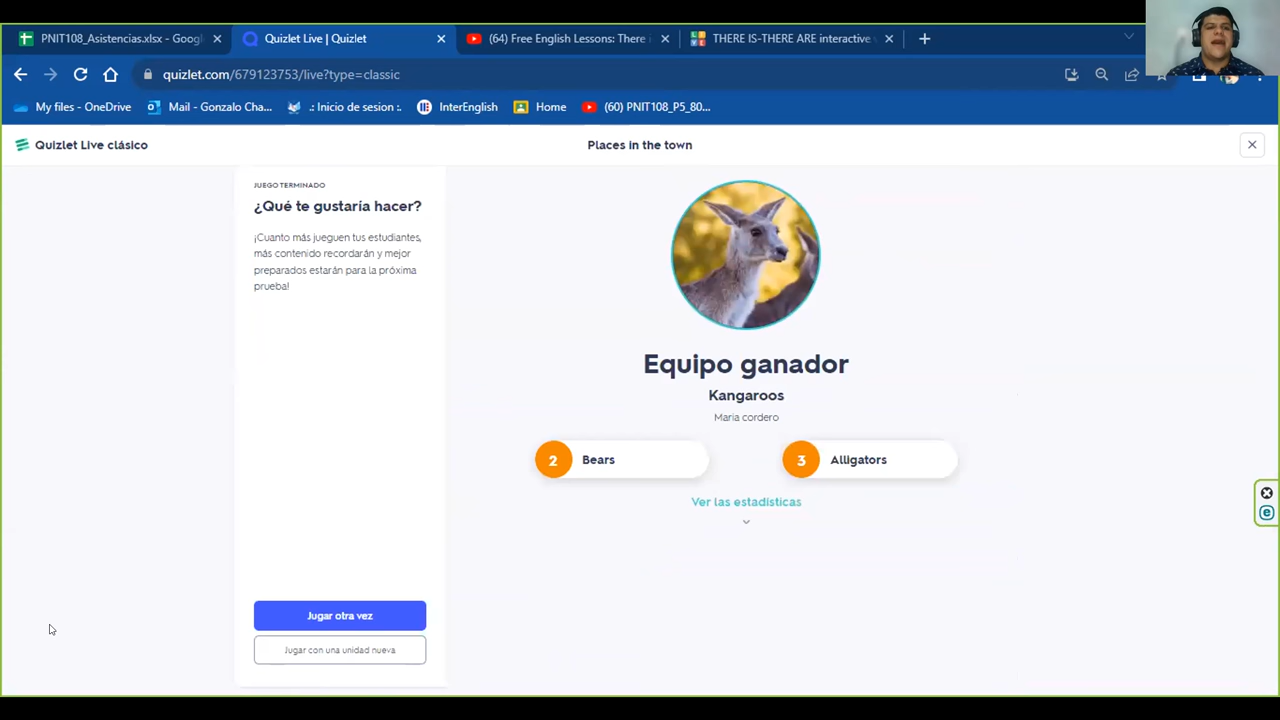 PNIT108_Asistencias.xlsx - Google
Quizlet Live | Quizlet
(64) Free English Lessons: There i
THERE IS-THERE ARE interactive
quizlet.com/679123753/live?type=classic
My files - OneDrive
Mail - Gonzalo Cha...
.: Inicio de sesion :.
InterEnglish
Home
(60) PNIT108_P5_80...
Quizlet Live clásico
Places in the town
JUEGO TERMINADO
¿Qué te gustaría hacer?
¡Cuanto más jueguen tus estudiantes,
más contenido recordarán y mejor
preparados estarán para la próxima
prueba!
Equipo ganador
Kangaroos
Maria cordero
2 Bears
3 Alligators
Ver las estadísticas
Jugar otra vez
Jugar con una unidad nueva